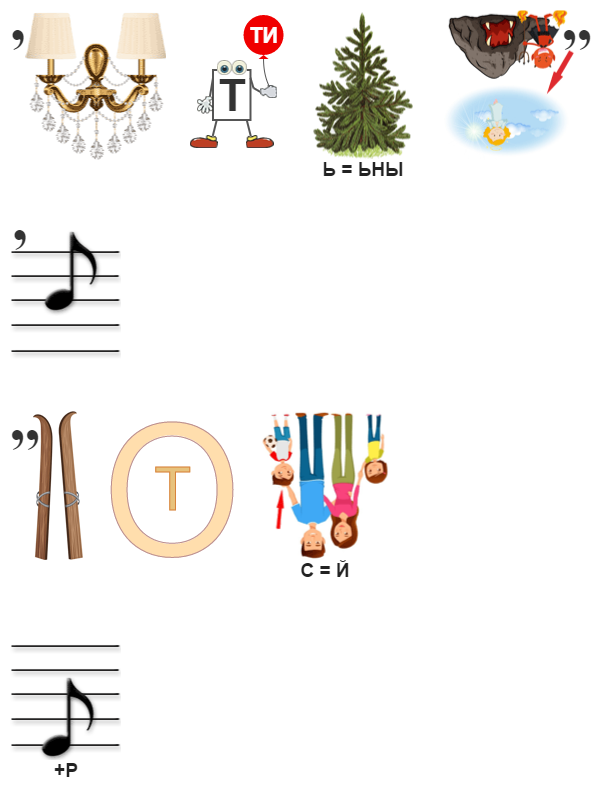 ,
ТИ
Т
,,
Ь = ЬНЫ
,
,,
Т
С = Й
+Р